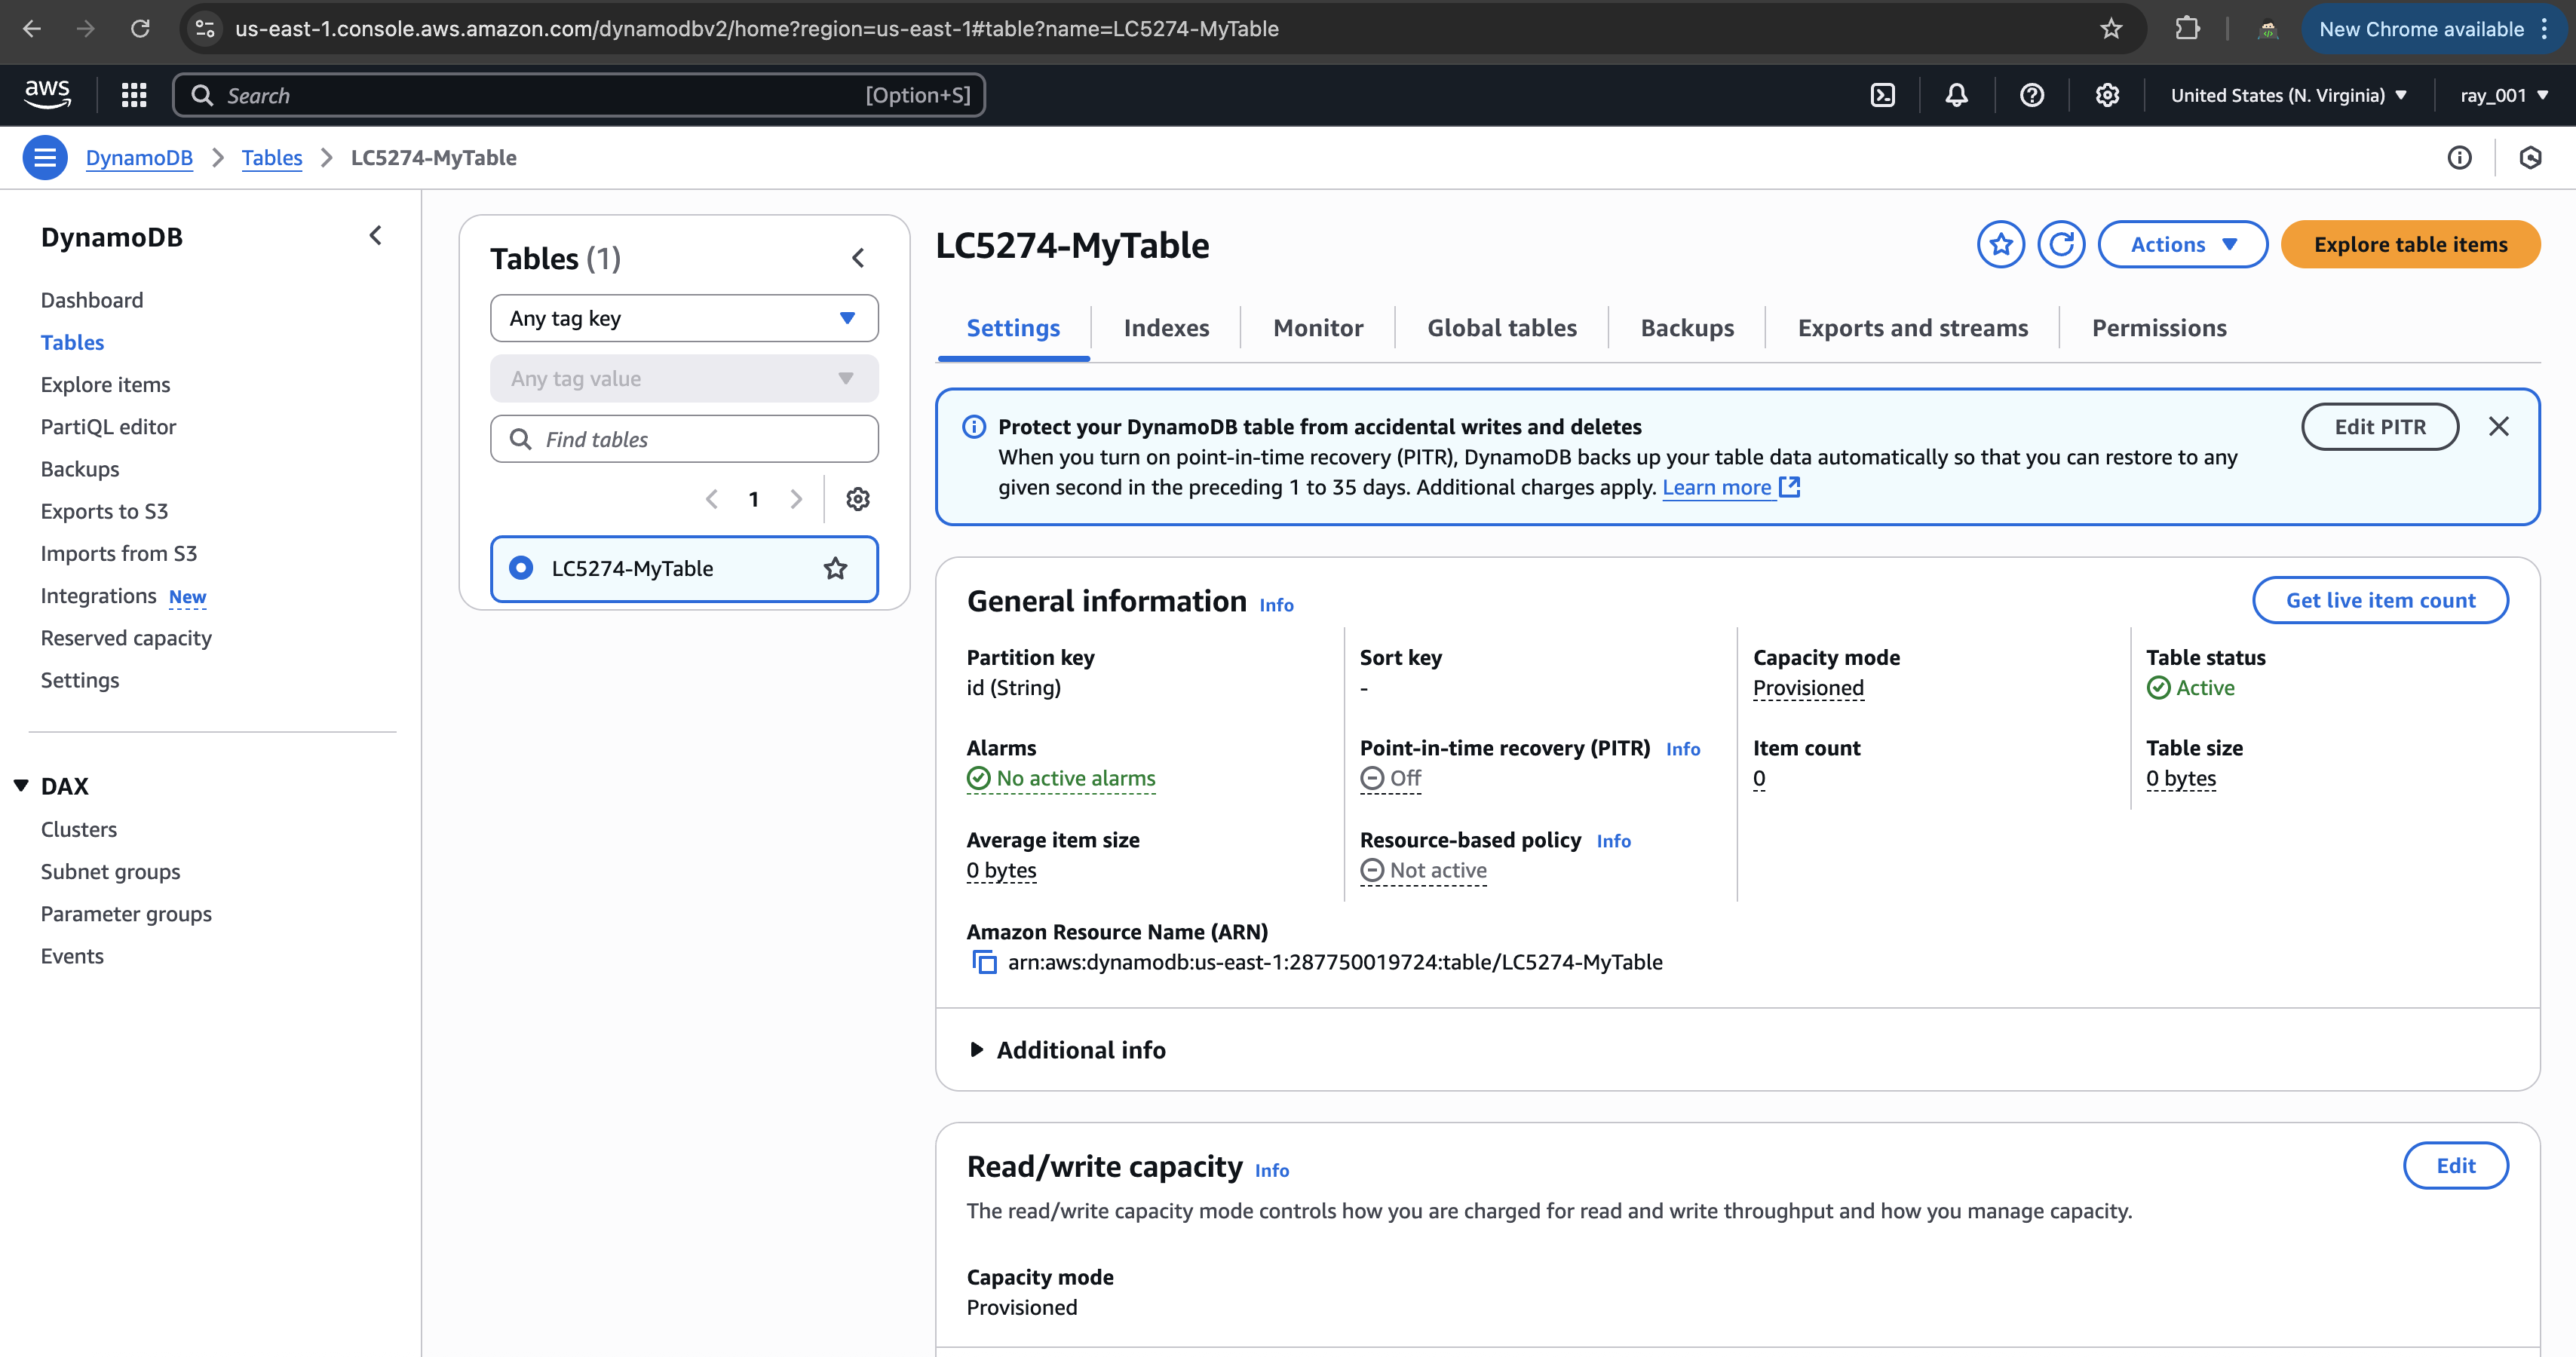 us-east-1.console.aws.amazon.com/dynamodbv2/home?region=us-east-1#table?name=LC5274-MyTable
New Chrome available
aws
Search
[Option+S]
United States (N. Virginia)
ray_001
DynamoDB
Tables
LC5274-MyTable
DynamoDB
Dashboard
Tables
Explore items
PartiQL editor
Backups
Exports to S3
Imports from S3
Integrations New
Reserved capacity
Settings
DAX
Clusters
Subnet groups
Parameter groups
Events
Tables (1)
Any tag key
Any tag value
Find tables
1
LC5274-MyTable
LC5274-MyTable
Actions
Explore table items
Settings
Indexes
Monitor
Global tables
Backups
Exports and streams
Permissions
Protect your DynamoDB table from accidental writes and deletes
When you turn on point-in-time recovery (PITR), DynamoDB backs up your table data automatically so that you can restore to any
given second in the preceding 1 to 35 days. Additional charges apply. Learn more
Edit PITR
General information Info
Get live item count
Partition key
id (String)
Sort key
-
Capacity mode
Provisioned
Table status
Active
Alarms
No active alarms
Point-in-time recovery (PITR) Info
Off
Item count
0
Table size
0 bytes
Average item size
0 bytes
Resource-based policy Info
Not active
Amazon Resource Name (ARN)
arn:aws:dynamodb:us-east-1:287750019724:table/LC5274-MyTable
Additional info
Read/write capacity Info
Edit
The read/write capacity mode controls how you are charged for read and write throughput and how you manage capacity.
Capacity mode
Provisioned